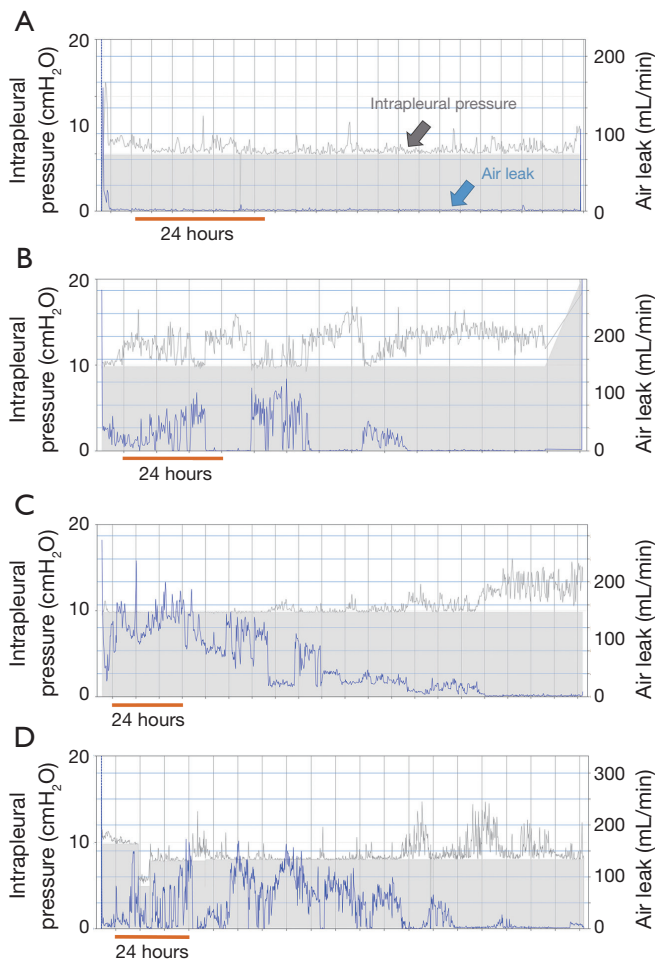 A
20
10
0
Intrapleural
pressure (cmH2O)
Intrapleural pressure
Air leak
200
100
0
Air leak (mL/min)
24 hours
B
20
10
0
Intrapleural
pressure (cmH2O)
200
100
0
Air leak (mL/min)
24 hours
C
20
10
0
Intrapleural
pressure (cmH2O)
200
100
0
Air leak (mL/min)
24 hours
D
20
10
0
Intrapleural
pressure (cmH2O)
300
200
100
0
Air leak (mL/min)
24 hours